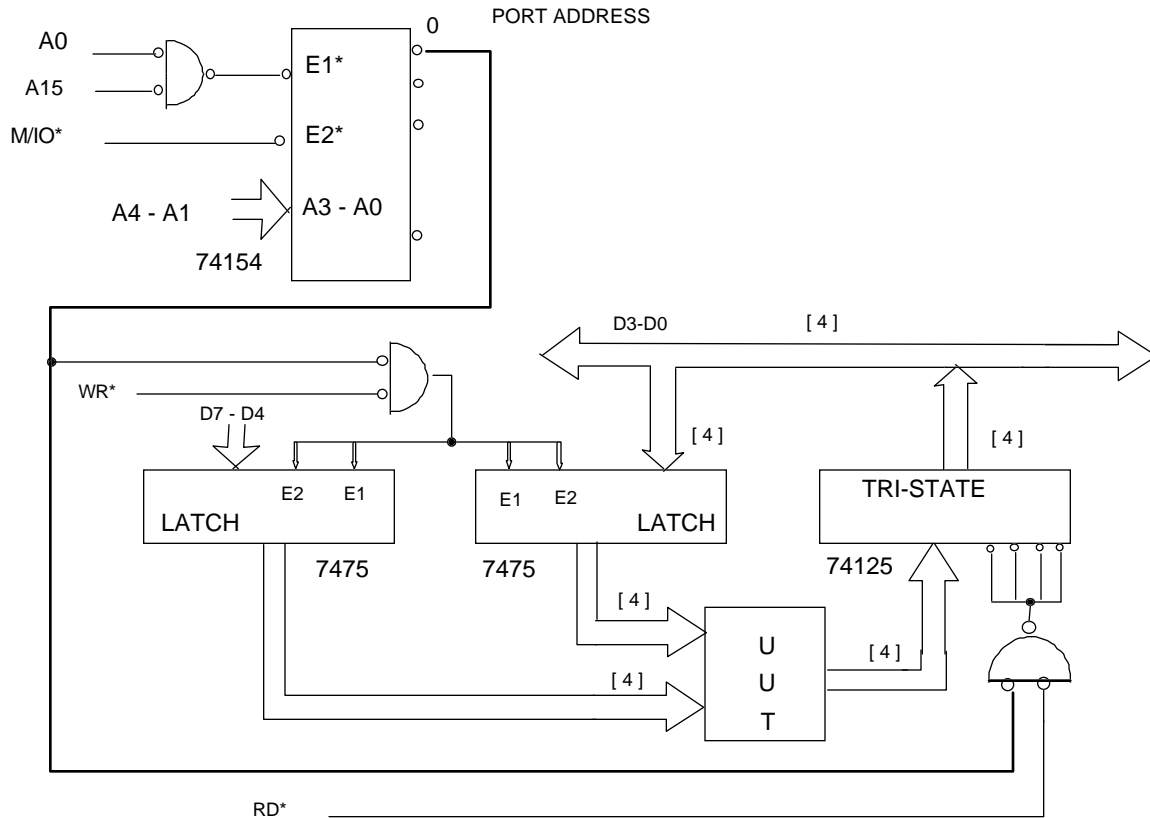 PORT ADDRESS
0
A0
E1*
A15
M/IO*
E2*
A4 - A1
A3 - A0
74154
D3-D0
[ 4 ]
WR*
D7 - D4
[ 4 ]
[ 4 ]
E2
E1
E1
E2
TRI-STATE
LATCH
LATCH
7475
7475
74125
[ 4 ]
U
U
T
[ 4 ]
[ 4 ]
RD*